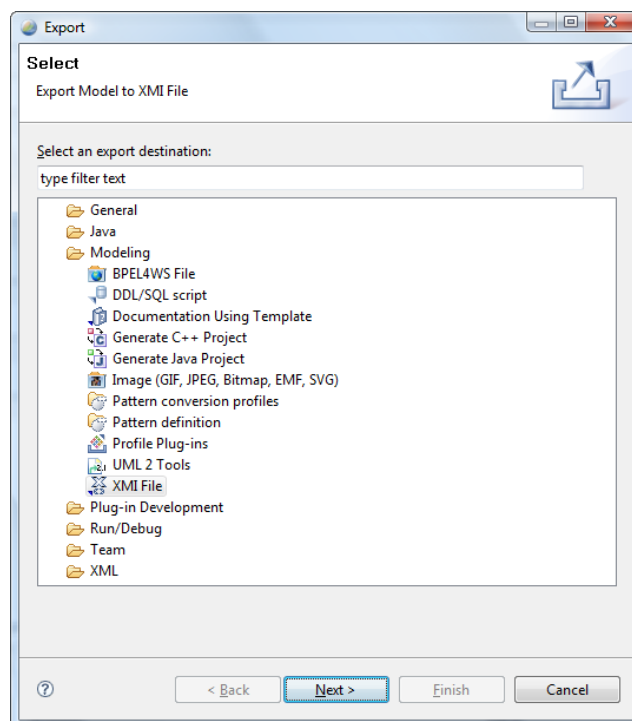 Export
Select
Export Model to XMI File
Select an export destination:
type filter text
General
Java
Modeling
BPEL4WS File
DDL/SQL script
Documentation Using Template
Generate C++ Project
Generate Java Project
Image (GIF, JPEG, Bitmap, EMF, SVG)
Pattern conversion profiles
Pattern definition
Profile Plug-ins
UML 2 Tools
XMI File
Plug-in Development
Run/Debug
Team
XML
< Back Next > Finish Cancel